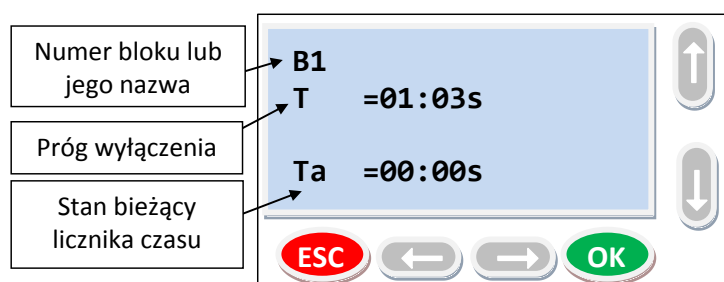 Numer bloku lub
jego nazwa
Próg wyłączenia
Stan bieżący
licznika czasu
B1
T =01:03s
Ta =00:00s
ESC
OK